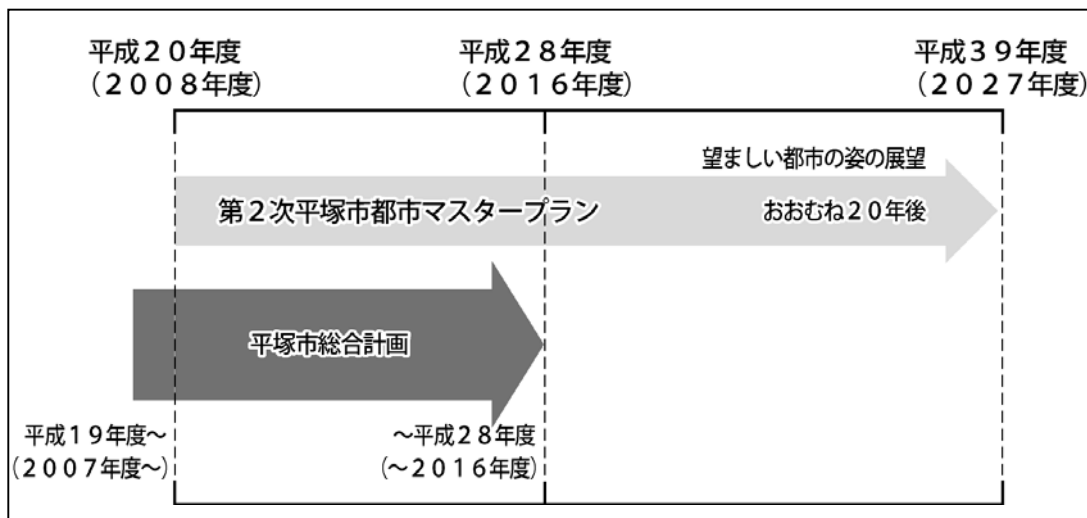 平成２０年度
（２００８年度）
平成２８年度
（２０１６年度）
平成３９年度
（２０２７年度）
望ましい都市の姿の展望
第２次平塚市都市マスタープラン
おおむね２０年後
平塚市総合計画
平成１９年度～
（２００７年度～）
～平成２８年度
（～２０１６年度）